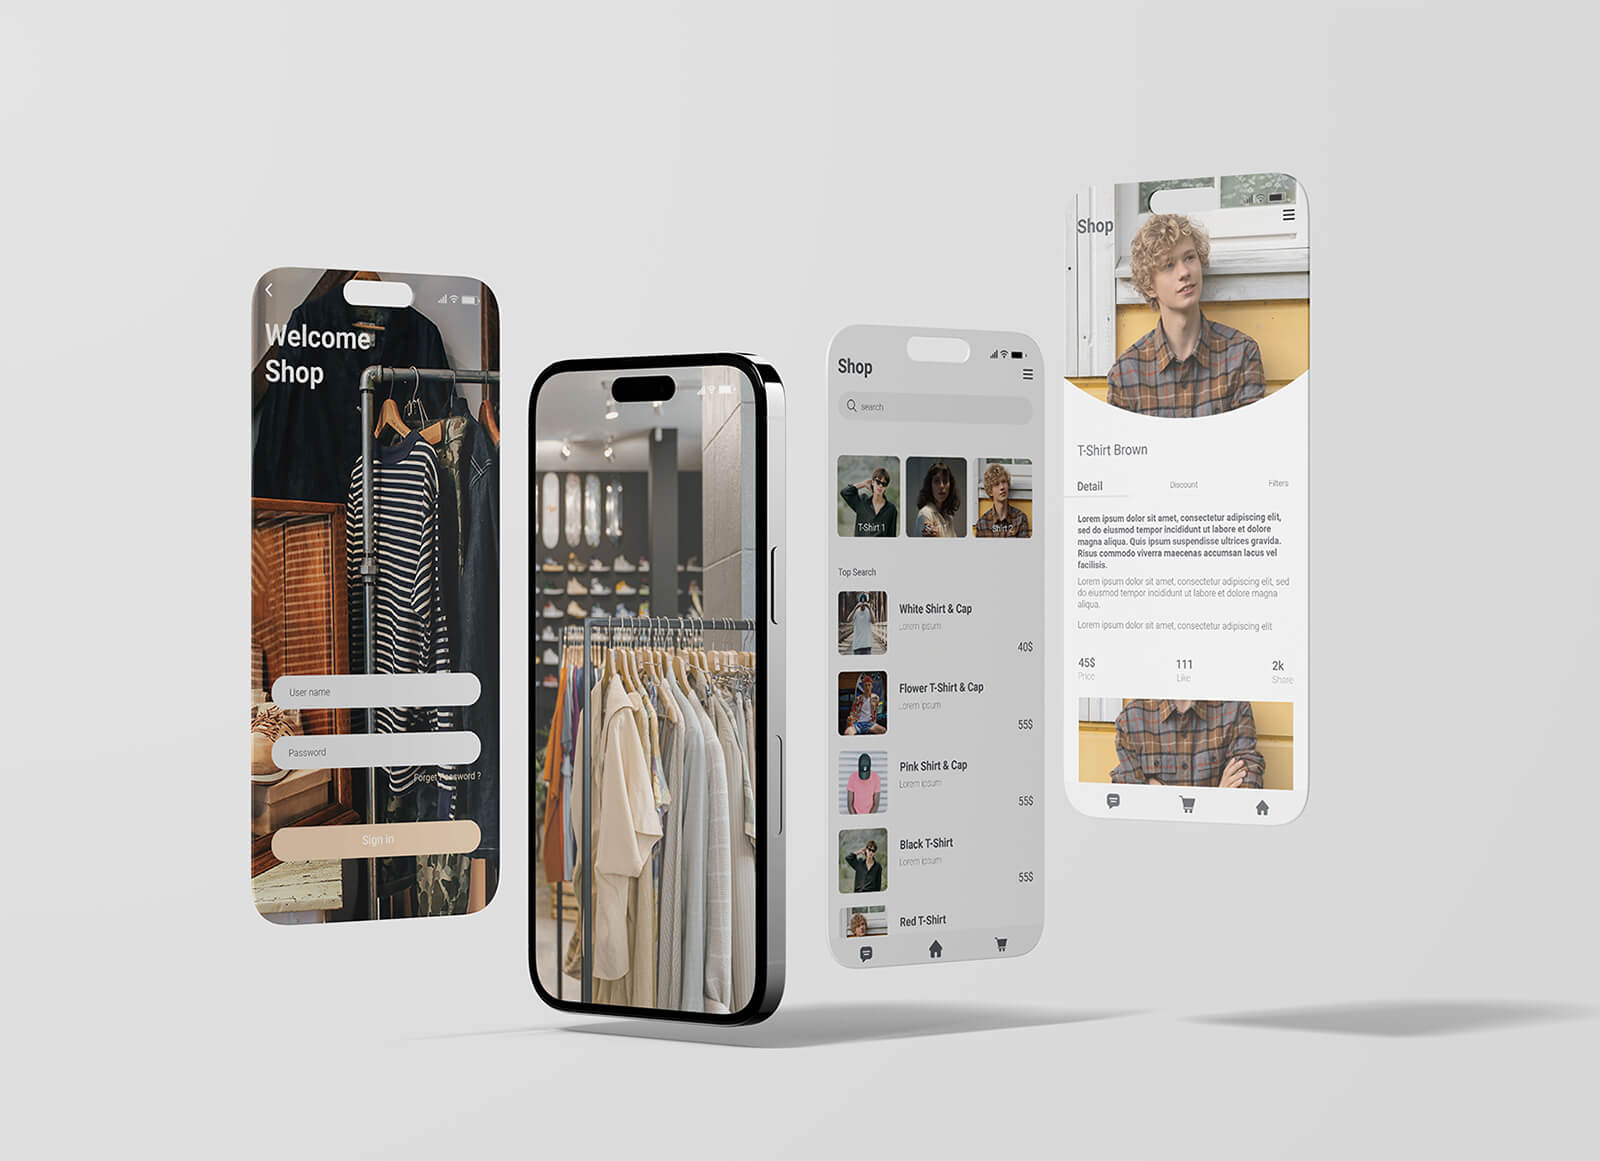 Welcome
Shop
User name
Password
Forget Password ?
Sign in
Shop
search
T-Shirt 1
Shirt 2
Top Search
White Shirt & Cap
Lorem ipsum
40$
Flower T-Shirt & Cap
Lorem ipsum
55$
Pink Shirt & Cap
Lorem ipsum
55$
Black T-Shirt
Lorem ipsum
55$
Red T-Shirt
Shop
T-Shirt Brown
Detail
Discount
Filters
Lorem ipsum dolor sit amet, consectetur adipiscing elit,
sed do eiusmod tempor incididunt ut labore et dolore
magna aliqua. Quis ipsum suspendisse ultrices gravida.
Risus commodo viverra maecenas accumsan lacus vel
facilisis.
Lorem ipsum dolor sit amet, consectetur adipiscing elit, sed
do eiusmod tempor incididunt ut labore et dolore magna
aliqua.
Lorem ipsum dolor sit amet, consectetur adipiscing elit
45$
Price
111
Like
2k
Share